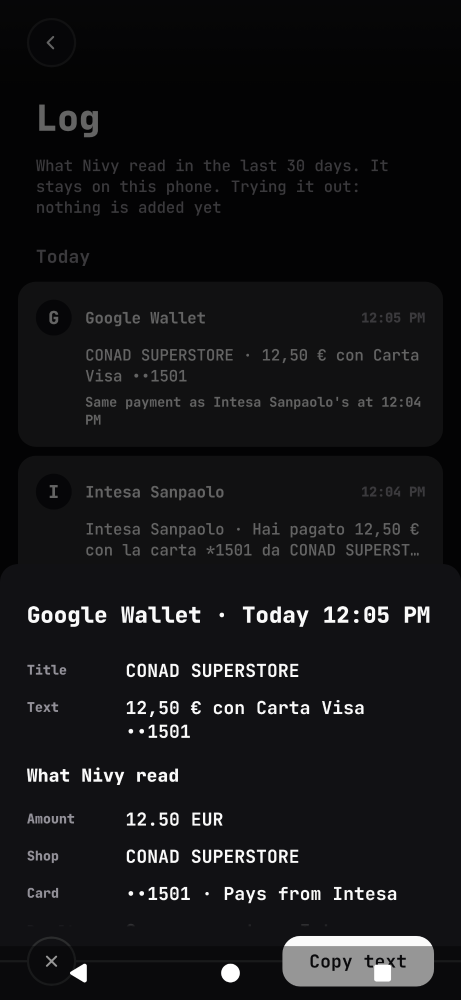 Log
What Nivy read in the last 30 days. It
stays on this phone. Trying it out:
nothing is added yet
Today
G
Google Wallet
12:05 PM
CONAD SUPERSTORE · 12,50 € con Carta
Visa ··1501
Same payment as Intesa Sanpaolo's at 12:04
PM
I
Intesa Sanpaolo
12:04 PM
Intesa Sanpaolo · Hai pagato 12,50 €
con la carta *1501 da CONAD SUPERST…
Google Wallet · Today 12:05 PM
Title
CONAD SUPERSTORE
Text
12,50 € con Carta Visa
··1501
What Nivy read
Amount
12.50 EUR
Shop
CONAD SUPERSTORE
Card
··1501 · Pays from Intesa
Copy text